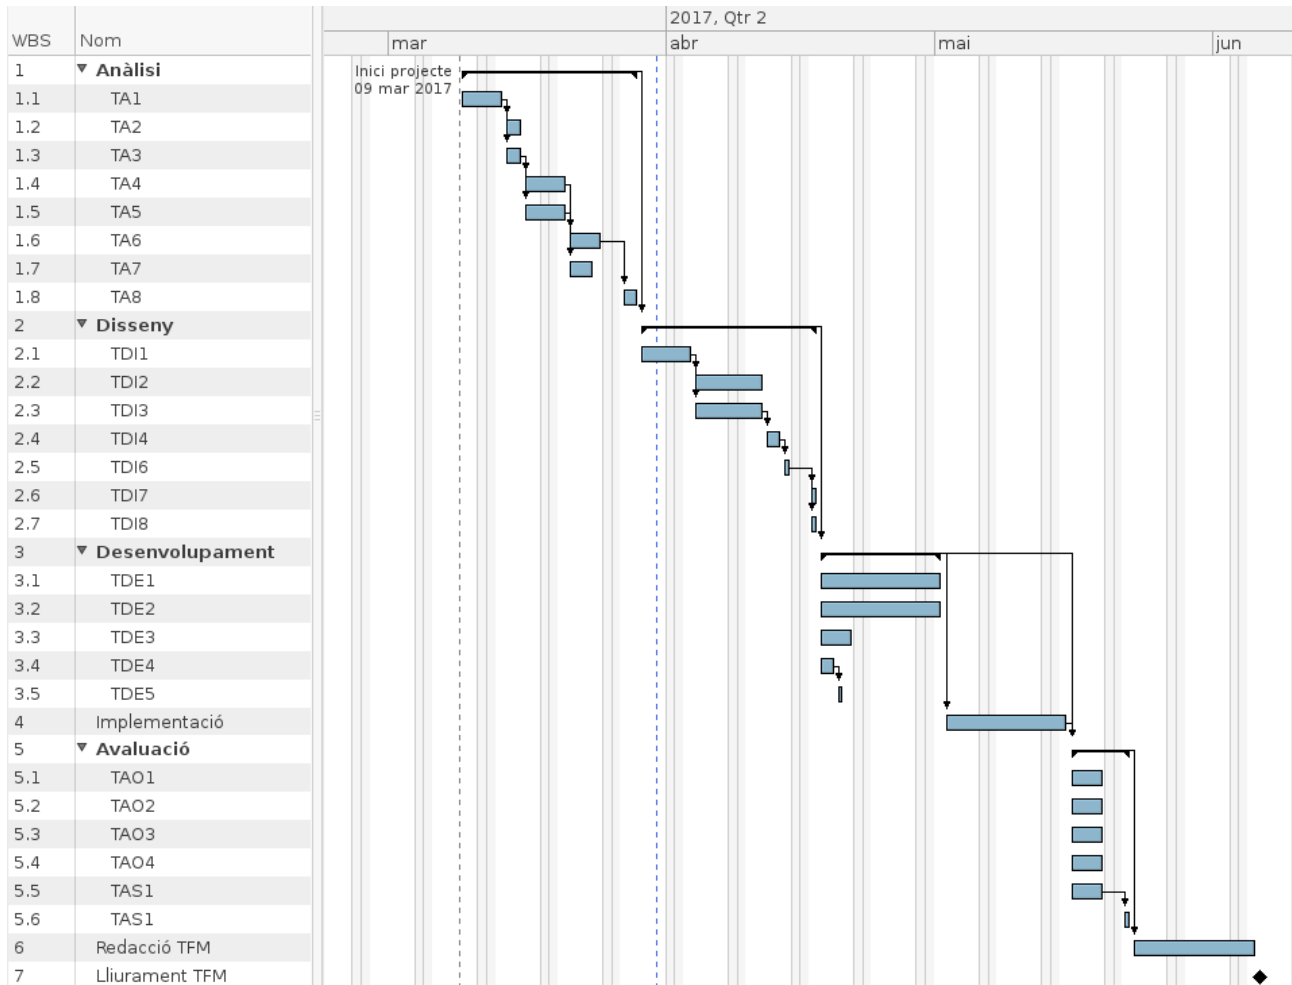 2017, Qtr 2
WBS Nom mar abr mai jun
1 Anàlisi
Inici projecte
09 mar 2017
1.1 TA1
1.2 TA2
1.3 TA3
1.4 TA4
1.5 TA5
1.6 TA6
1.7 TA7
1.8 TA8
2 Disseny
2.1 TDI1
2.2 TDI2
2.3 TDI3
2.4 TDI4
2.5 TDI6
2.6 TDI7
2.7 TDI8
3 Desenvolupament
3.1 TDE1
3.2 TDE2
3.3 TDE3
3.4 TDE4
3.5 TDE5
4 Implementació
5 Avaluació
5.1 TAO1
5.2 TAO2
5.3 TAO3
5.4 TAO4
5.5 TAS1
5.6 TAS1
6 Redacció TFM
7 Lliurament TFM